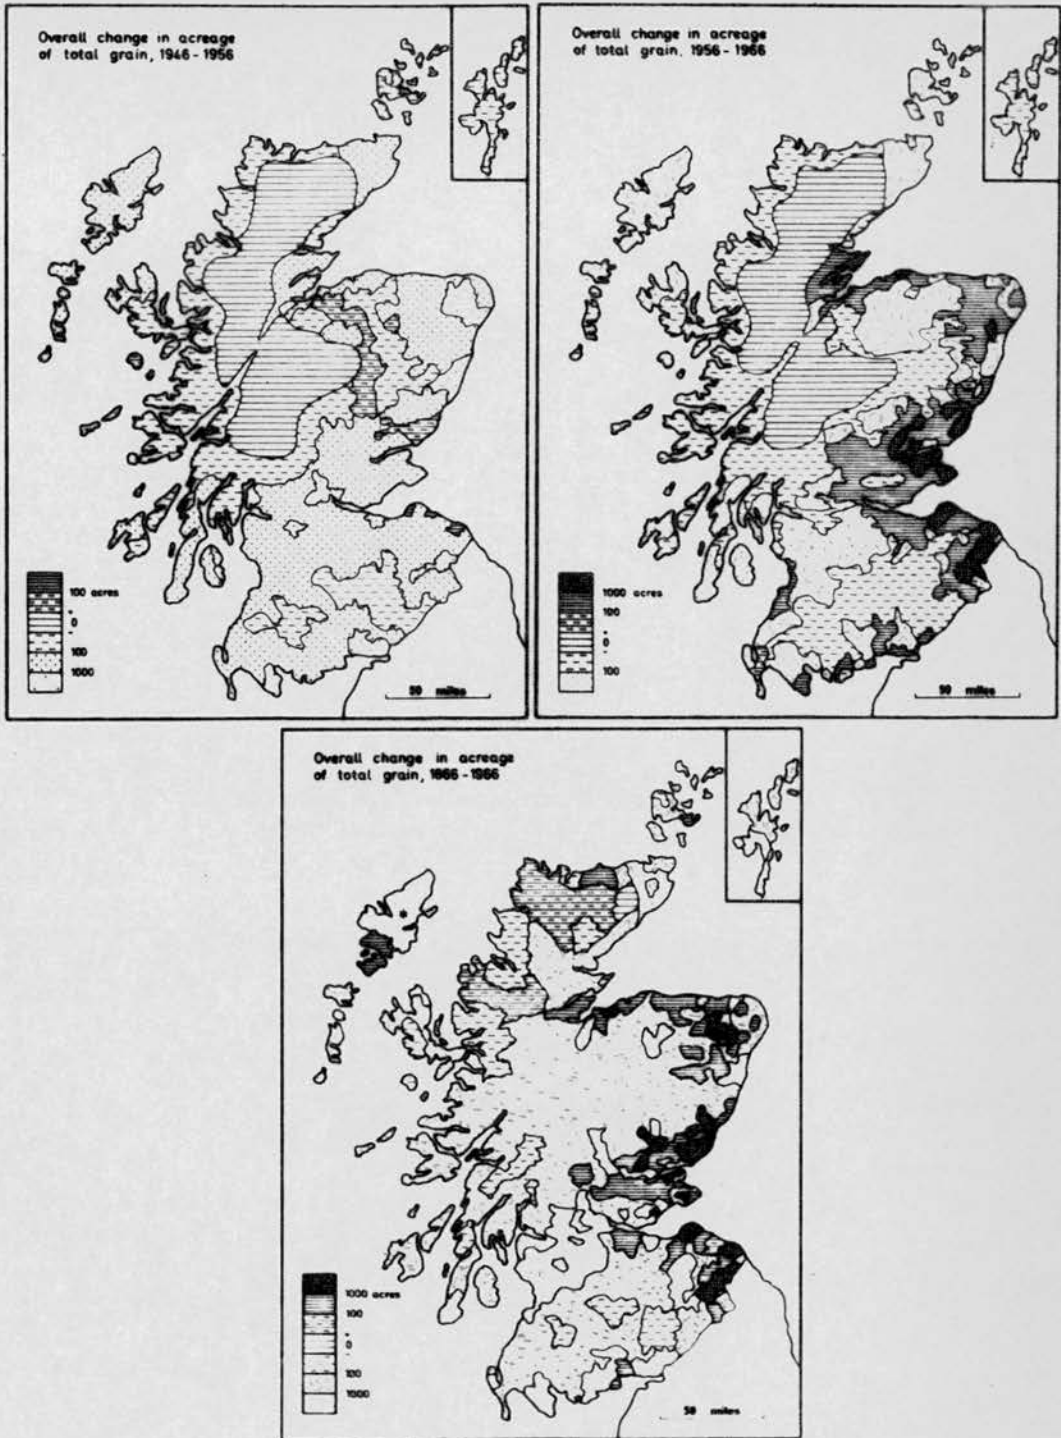 Overall change in acreage
of total grain, 1946 - 1956
100 acres
+
0
-
100
1000
50 miles
Overall change in acreage
of total grain. 1956 - 1966
1000 acres
100
+
0
-
100
50 miles
Overall change in acreage
of total grain, 1866 - 1966
1000 acres
100
+
0
-
100
1000
50 miles